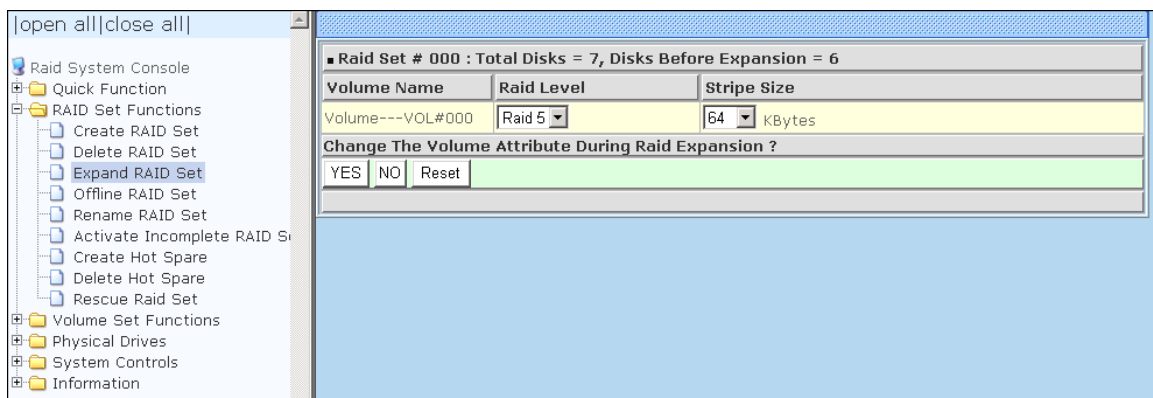 |open all|close all|
Raid System Console
Quick Function
RAID Set Functions
Create RAID Set
Delete RAID Set
Expand RAID Set
Offline RAID Set
Rename RAID Set
Activate Incomplete RAID S
Create Hot Spare
Delete Hot Spare
Rescue Raid Set
Volume Set Functions
Physical Drives
System Controls
Information
Raid Set # 000 : Total Disks = 7, Disks Before Expansion = 6
Volume Name Raid Level Stripe Size
Volume---VOL#000 Raid 5 64 KBytes
Change The Volume Attribute During Raid Expansion ?
YES NO Reset